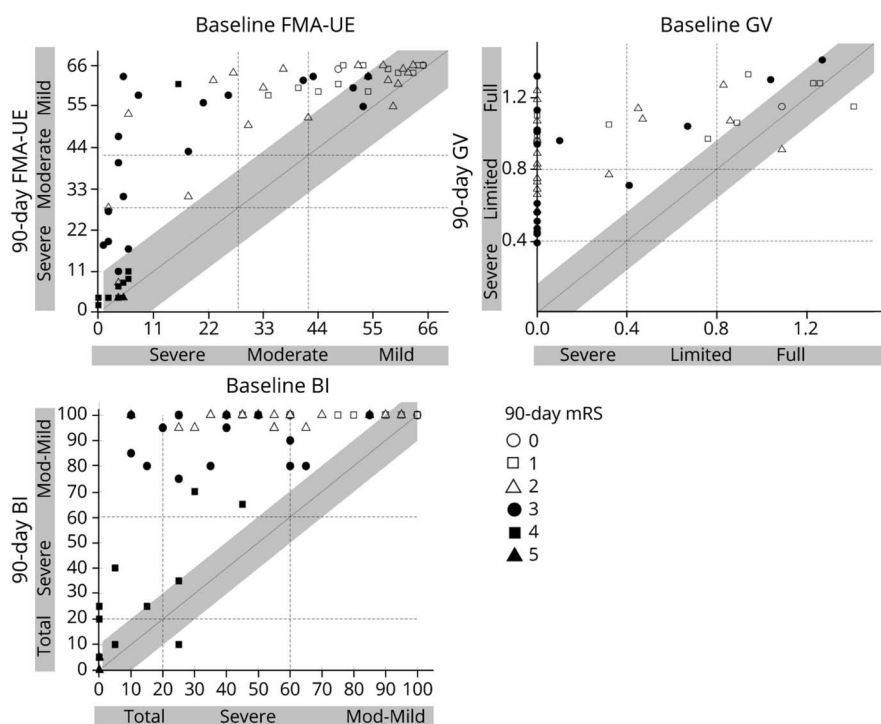 Baseline FMA-UE
90-day FMA-UE
Severe Moderate Mild
66
55
44
33
22
11
0
0 11 22 33 44 55 66
Severe Moderate Mild
Baseline GV
90-day GV
Severe Limited Full
1.2
0.8
0.4
0.0 0.4 0.8 1.2
Severe Limited Full
Baseline BI
90-day BI
Total Severe Mod-Mild
100
90
80
70
60
50
40
30
20
10
0
0 10 20 30 40 50 60 70 80 90 100
Total Severe Mod-Mild
90-day mRS
0
1
2
3
4
5